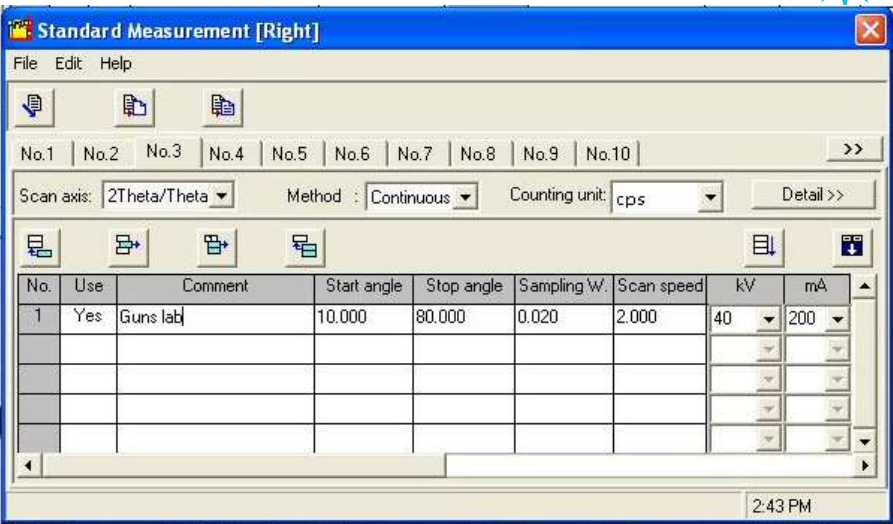 Standard Measurement [Right]
File Edit Help
No.1 No.2 No.3 No.4 No.5 No.6 No.7 No.8 No.9 No.10 >>
Scan axis: 2Theta/Theta Method : Continuous Counting unit: cps Detail >>
No. Use Comment Start angle Stop angle Sampling W. Scan speed kV mA
1 Yes Guns lab 10.000 80.000 0.020 2.000 40 200
2:43 PM